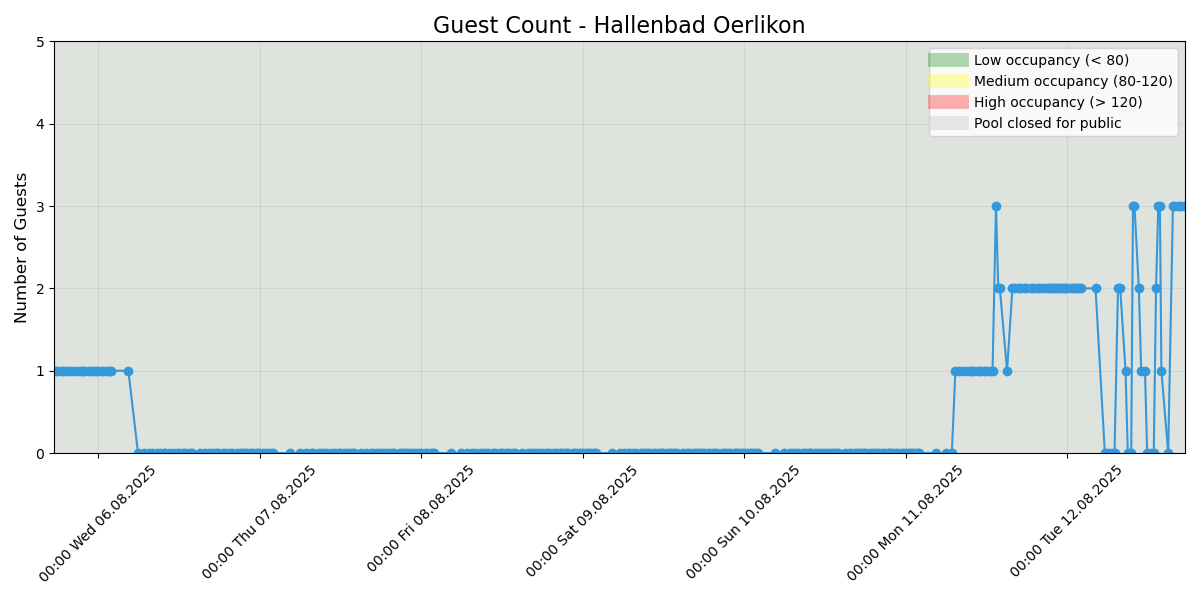 Guest Count - Hallenbad Oerlikon
Number of Guests
5
4
3
2
1
0
Low occupancy (< 80)
Medium occupancy (80-120)
High occupancy (> 120)
Pool closed for public
00:00 Wed 06.08.2025
00:00 Thu 07.08.2025
00:00 Fri 08.08.2025
00:00 Sat 09.08.2025
00:00 Sun 10.08.2025
00:00 Mon 11.08.2025
00:00 Tue 12.08.2025